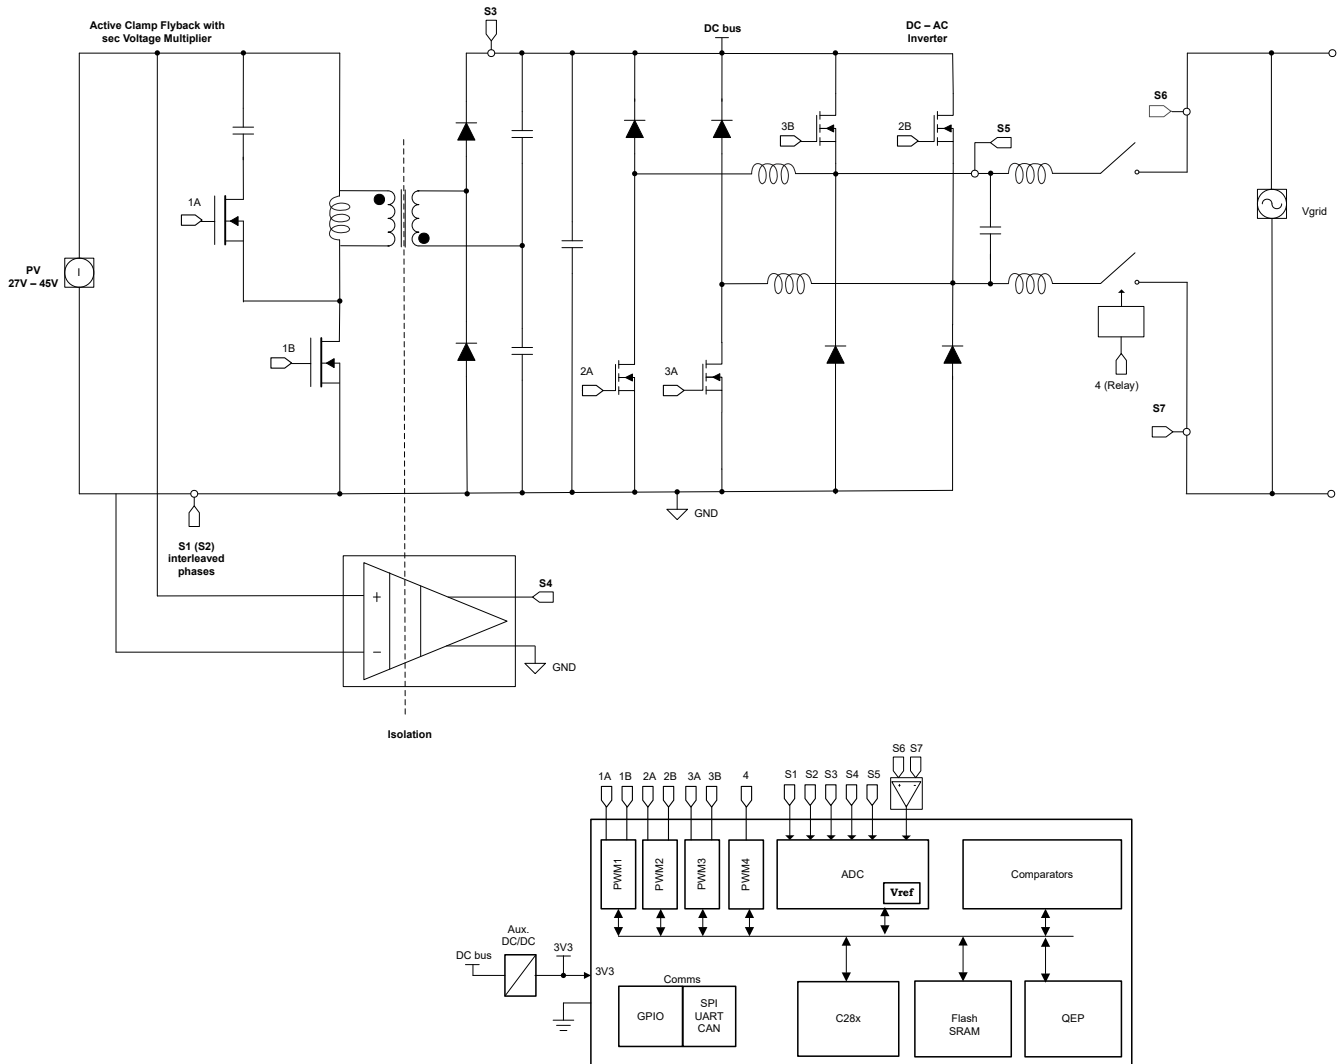 S3
Active Clamp Flyback with
sec Voltage Multiplier
DC bus
DC – AC
Inverter
S6
3B
2B
S5
1A
Vgrid
PV
27V – 45V
1B
2A
3A
4 (Relay)
S7
GND
S1 (S2)
interleaved
phases
S4
+
−
GND
Isolation
S6 S7
1A 1B 2A 2B 3A 3B 4 S1 S2 S3 S4 S5
+ -
PWM1
PWM2
PWM3
PWM4
ADC
Vref
Comparators
Aux.
DC/DC
DC bus
3V3
3V3
Comms
GPIO
SPI
UART
CAN
C28x
Flash
SRAM
QEP